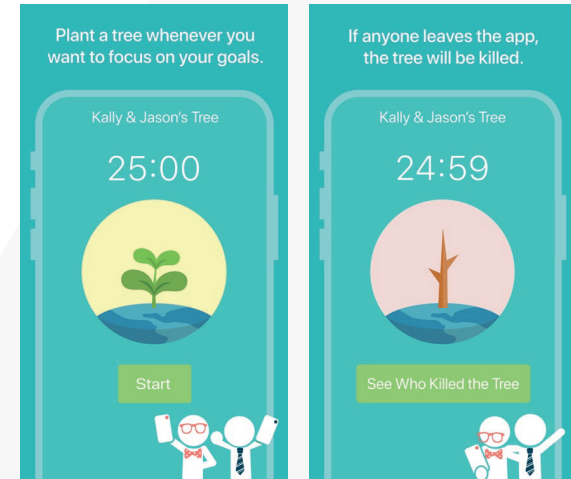 Plant a tree whenever you
want to focus on your goals.
Kally & Jason's Tree
25:00
Start
If anyone leaves the app,
the tree will be killed.
Kally & Jason's Tree
24:59
See Who Killed the Tree